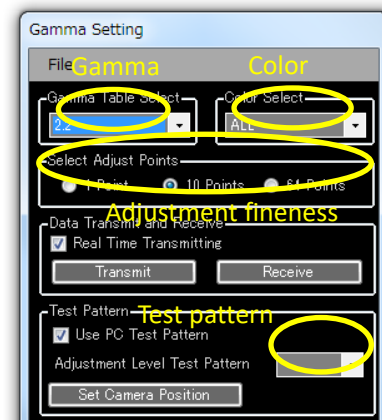 Gamma Setting
File
Gamma Color
Gamma Table Select Color Select
2.2 ALL
Select Adjust Points
1 Point 10 Points 61 Points
Adjustment fineness
Data Transmit and Receive
Real Time Transmitting
Transmit Receive
Test Pattern
Test pattern
Use PC Test Pattern
Adjustment Level Test Pattern
Set Camera Position